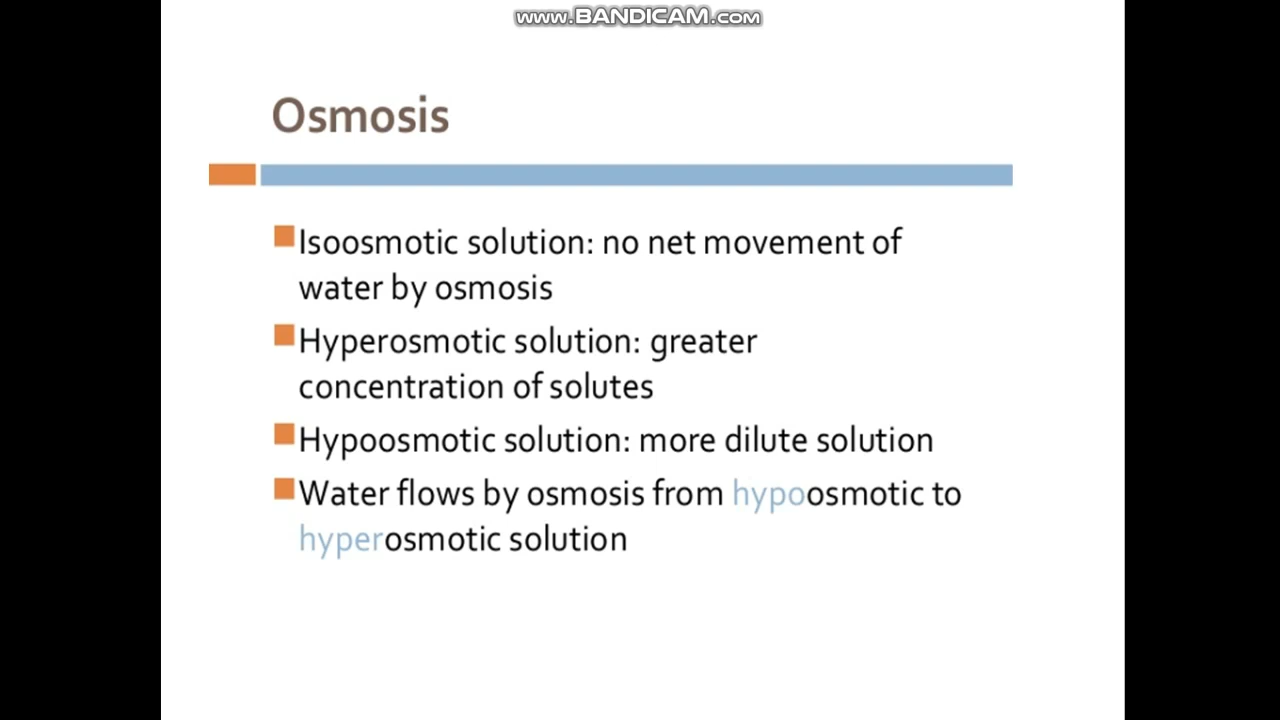 www.BANDICAM.com
Osmosis
Isoosmotic solution: no net movement of
water by osmosis
Hyperosmotic solution: greater
concentration of solutes
Hypoosmotic solution: more dilute solution
Water flows by osmosis from hypoosmotic to
hyperosmotic solution